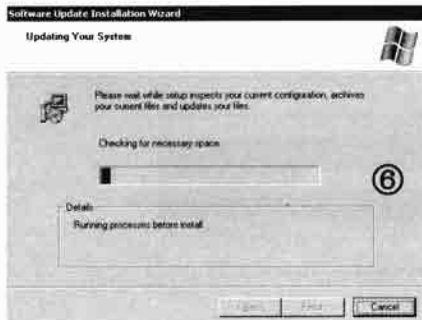 Software Update Installation Wizard
Updating Your System
Please wait while setup inspects your current configuration, archives
your current files and updates your files.
Checking for necessary space
⑥
Details
Running processes before install
Cancel